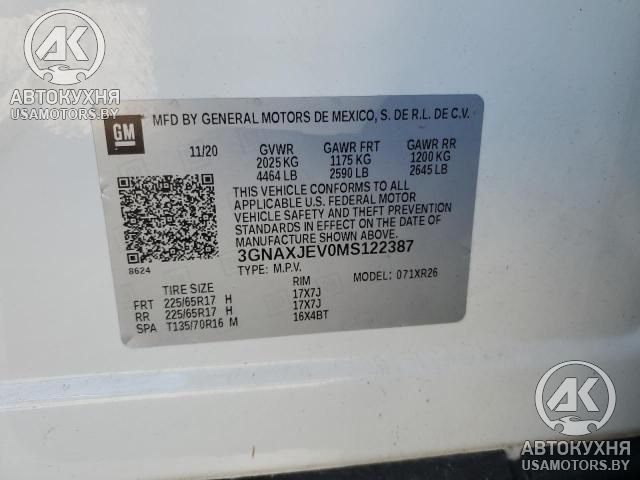 AK
АВТОКУХНЯ
USAMOTORS.BY
GM
MFD BY GENERAL MOTORS DE MEXICO, S. DE R.L. DE C.V.
11/20 GVWR GAWR FRT GAWR RR
2025 KG 1175 KG 1200 KG
4464 LB 2590 LB 2645 LB
THIS VEHICLE CONFORMS TO ALL
APPLICABLE U.S. FEDERAL MOTOR
VEHICLE SAFETY AND THEFT PREVENTION
STANDARDS IN EFFECT ON THE DATE OF
MANUFACTURE SHOWN ABOVE.
8624
3GNAXJEV0MS122387
TYPE: M.P.V. MODEL: 071XR26
TIRE SIZE RIM
FRT 225/65R17 H 17X7J
RR 225/65R17 H 17X7J
SPA T135/70R16 M 16X4BT
AK
АВТОКУХНЯ
USAMOTORS.BY